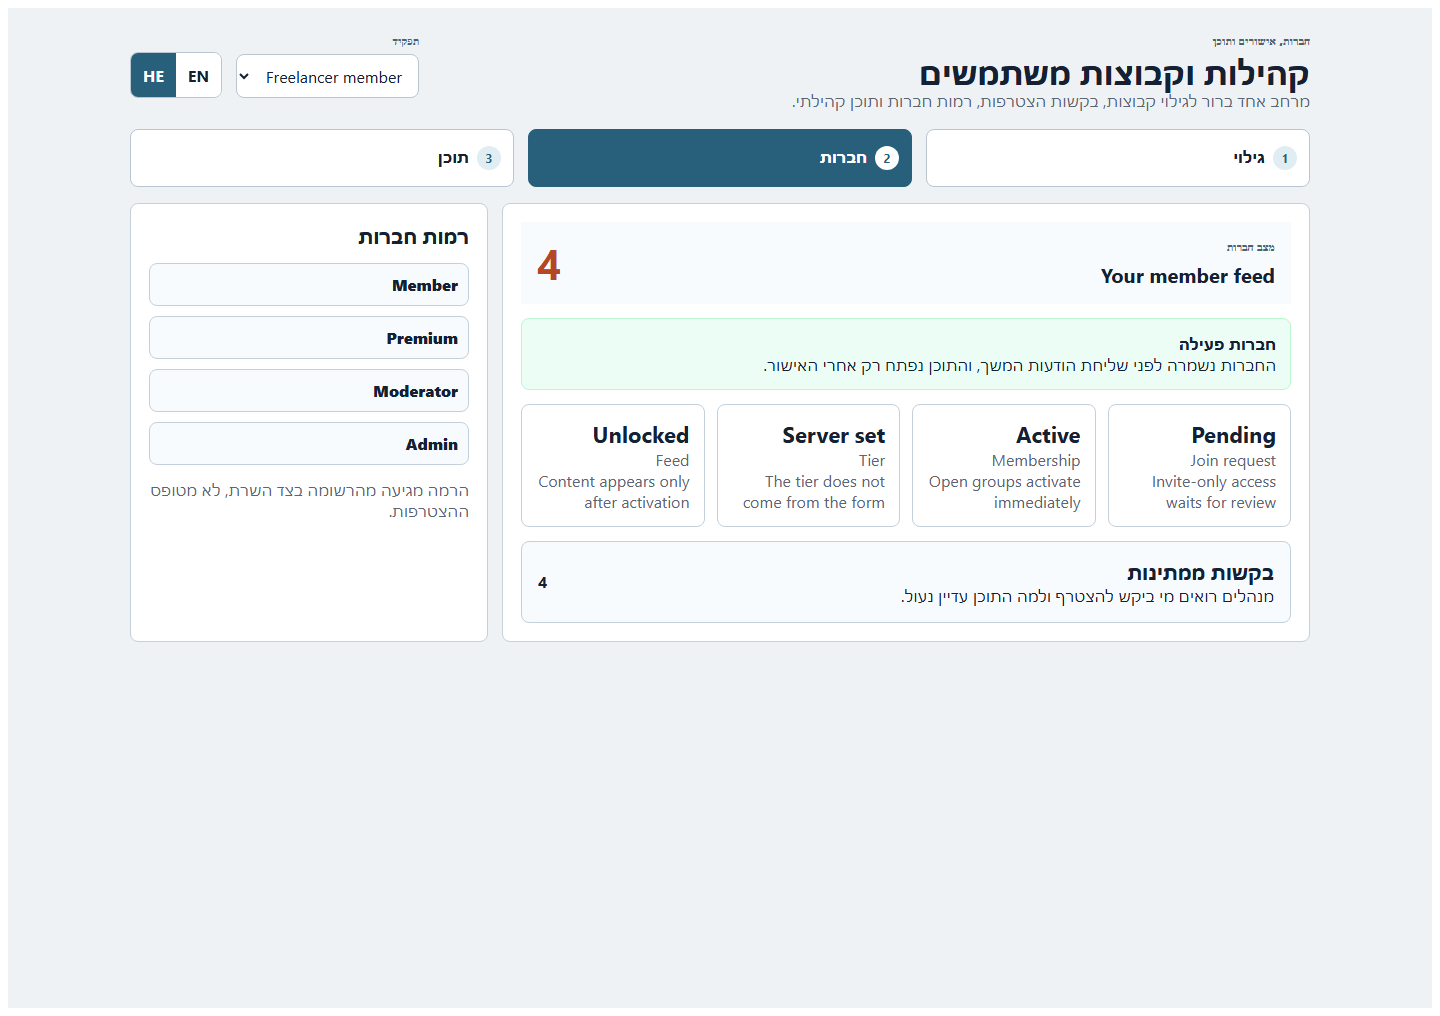 חברות, אישורים ותוכן
קהילות וקבוצות משתמשים
מרחב אחד ברור לגילוי קבוצות, בקשות הצטרפות, רמות חברות ותוכן קהילתי.
תפקיד
Freelancer member
EN
HE
1 גילוי
2 חברות
3 תוכן
מצב חברות
Your member feed
4
חברות פעילה
החברות נשמרה לפני שליחת הודעות המשך, והתוכן נפתח רק אחרי האישור.
Pending
Join request
Invite-only access
waits for review
Active
Membership
Open groups activate
immediately
Server set
Tier
The tier does not
come from the form
Unlocked
Feed
Content appears only
after activation
בקשות ממתינות
מנהלים רואים מי ביקש להצטרף ולמה התוכן עדיין נעול.
4
רמות חברות
Member
Premium
Moderator
Admin
הרמה מגיעה מהרשומה בצד השרת, לא מטופס
ההצטרפות.